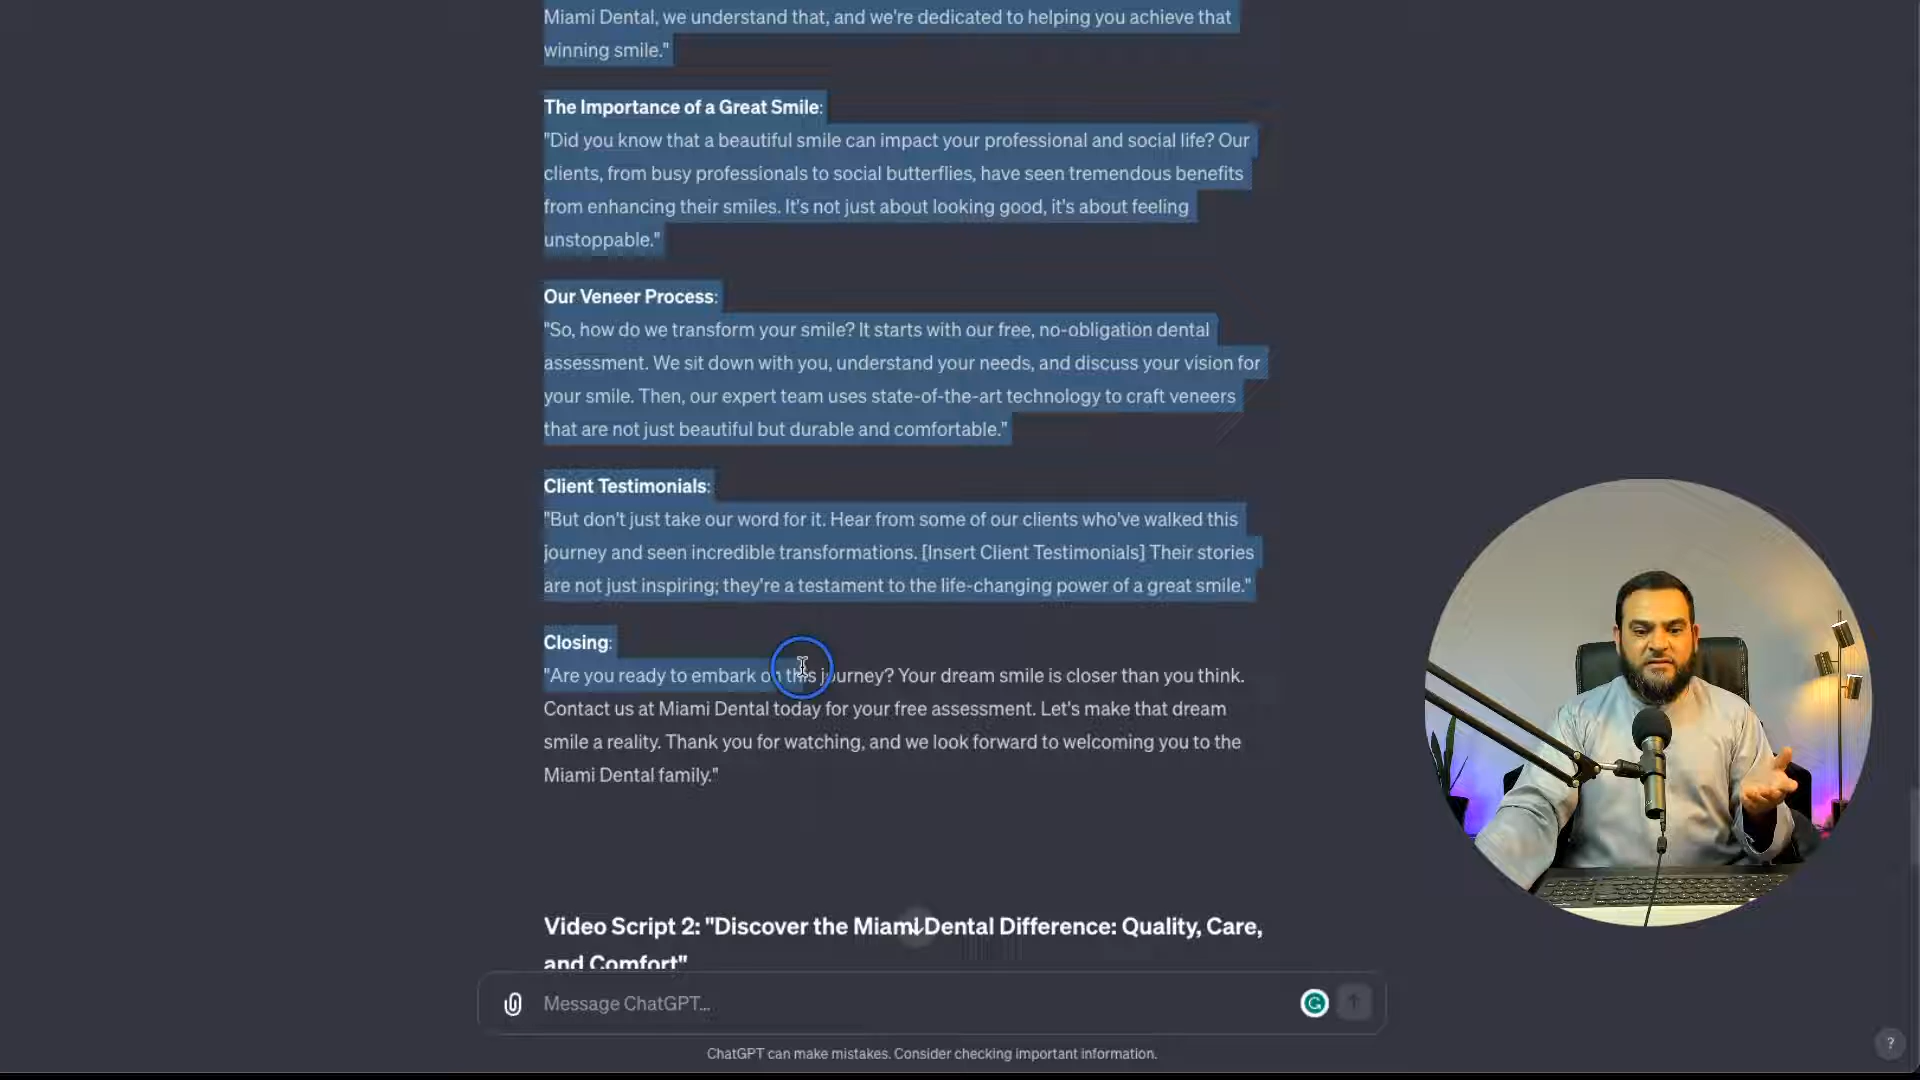 Miami Dental, we understand that, and we're dedicated to helping you achieve that
winning smile."
The Importance of a Great Smile:
"Did you know that a beautiful smile can impact your professional and social life? Our
clients, from busy professionals to social butterflies, have seen tremendous benefits
from enhancing their smiles. It's not just about looking good, it's about feeling
unstoppable."
Our Veneer Process:
"So, how do we transform your smile? It starts with our free, no-obligation dental
assessment. We sit down with you, understand your needs, and discuss your vision for
your smile. Then, our expert team uses state-of-the-art technology to craft veneers
that are not just beautiful but durable and comfortable."
Client Testimonials:
"But don't just take our word for it. Hear from some of our clients who've walked this
journey and seen incredible transformations. [Insert Client Testimonials] Their stories
are not just inspiring; they're a testament to the life-changing power of a great smile."
Closing:
"Are you ready to embark on this journey? Your dream smile is closer than you think.
Contact us at Miami Dental today for your free assessment. Let's make that dream
smile a reality. Thank you for watching, and we look forward to welcoming you to the
Miami Dental family."
Video Script 2: "Discover the Miami Dental Difference: Quality, Care,
and Comfort"
Message ChatGPT...
ChatGPT can make mistakes. Consider checking important information.
?